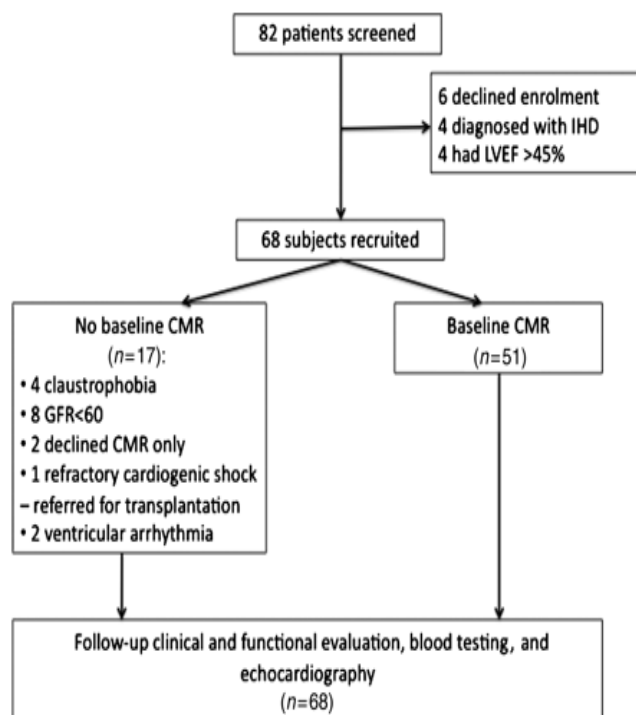 82 patients screened
6 declined enrolment
4 diagnosed with IHD
4 had LVEF >45%
68 subjects recruited
No baseline CMR
(n=17):
• 4 claustrophobia
• 8 GFR<60
• 2 declined CMR only
• 1 refractory cardiogenic shock
– referred for transplantation
• 2 ventricular arrhythmia
Baseline CMR
(n=51)
Follow-up clinical and functional evaluation, blood testing, and
echocardiography
(n=68)